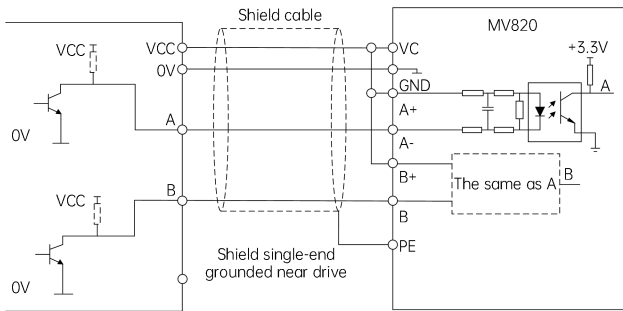 Shield cable
MV820
VCC
VCC
VC
+3.3V
0V
GND
A
A
A+
0V
A-
B+
The same as A
B
VCC
B
B
Shield single-end
grounded near drive
PE
0V